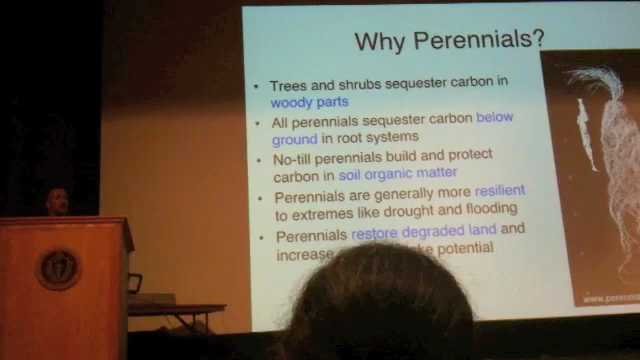 Why Perennials?
• Trees and shrubs sequester carbon in
woody parts
• All perennials sequester carbon below
ground in root systems
• No-till perennials build and protect
carbon in soil organic matter
• Perennials are generally more resilient
to extremes like drought and flooding
• Perennials restore degraded land and
increase potential